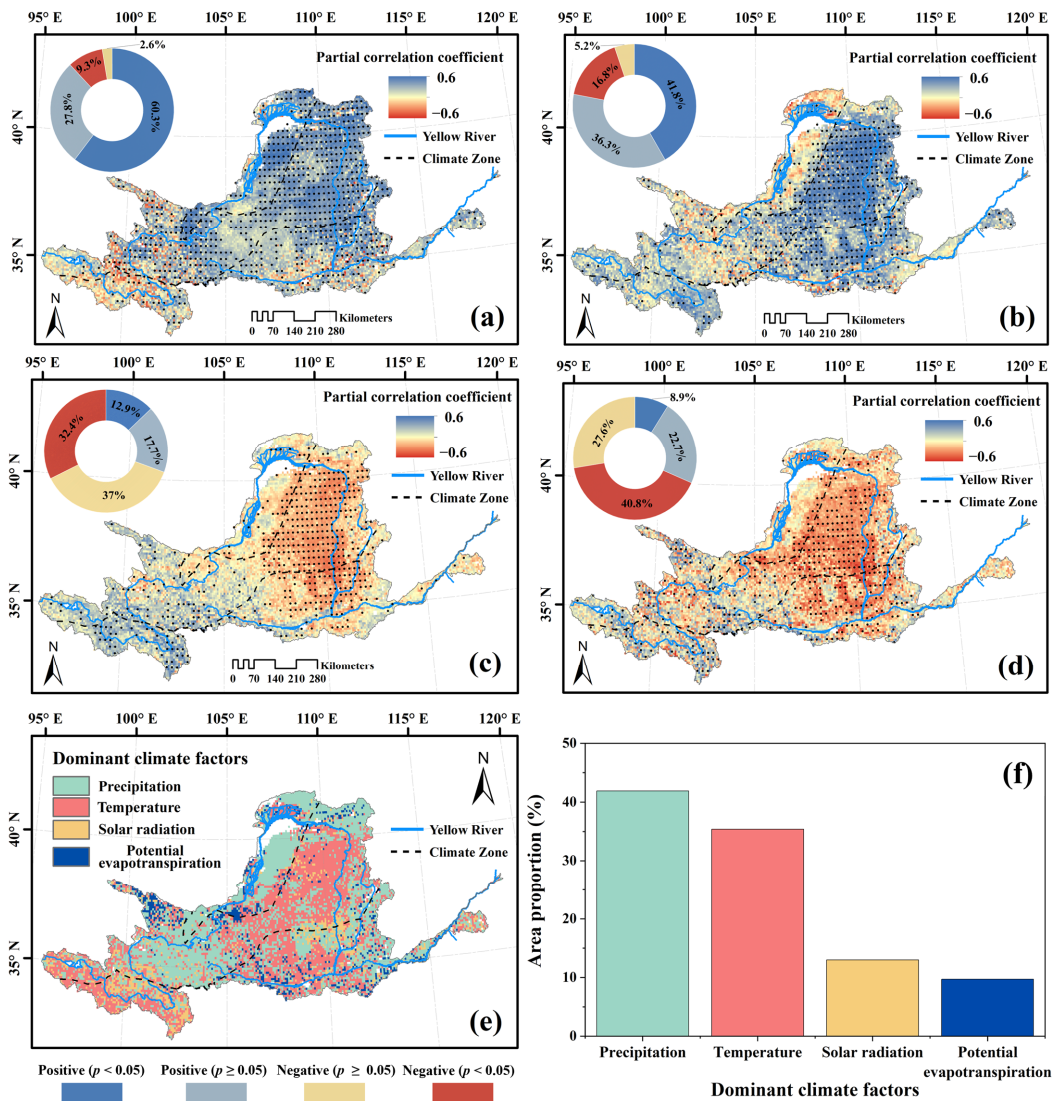 95° E 100° E 105° E 110° E 115° E 120° E
40° N
35° N
2.6%
9.3%
27.8%
60.3%
Partial correlation coefficient
0.6
−0.6
Yellow River
Climate Zone
N
Kilometers
0 70 140 210 280
(a)
95° E 100° E 105° E 110° E 115° E 120° E
40° N
35° N
5.2%
16.8%
41.8%
36.3%
Partial correlation coefficient
0.6
−0.6
Yellow River
Climate Zone
N
Kilometers
0 70 140 210 280
(b)
95° E 100° E 105° E 110° E 115° E 120° E
40° N
35° N
32.4%
12.9%
17.7%
37%
Partial correlation coefficient
0.6
−0.6
Yellow River
Climate Zone
N
Kilometers
0 70 140 210 280
(c)
95° E 100° E 105° E 110° E 115° E 120° E
40° N
35° N
8.9%
27.6%
22.7%
40.8%
Partial correlation coefficient
0.6
−0.6
Yellow River
Climate Zone
N
(d)
95° E 100° E 105° E 110° E 115° E 120° E
40° N
35° N
Dominant climate factors
Precipitation
Temperature
Solar radiation
Potential
evapotranspiration
N
Yellow River
Climate Zone
(e)
Positive (p < 0.05) Positive (p ≥ 0.05) Negative (p ≥ 0.05) Negative (p < 0.05)
(f)
Area proportion (%)
50
40
30
20
10
0
Precipitation Temperature Solar radiation Potential
evapotranspiration
Dominant climate factors